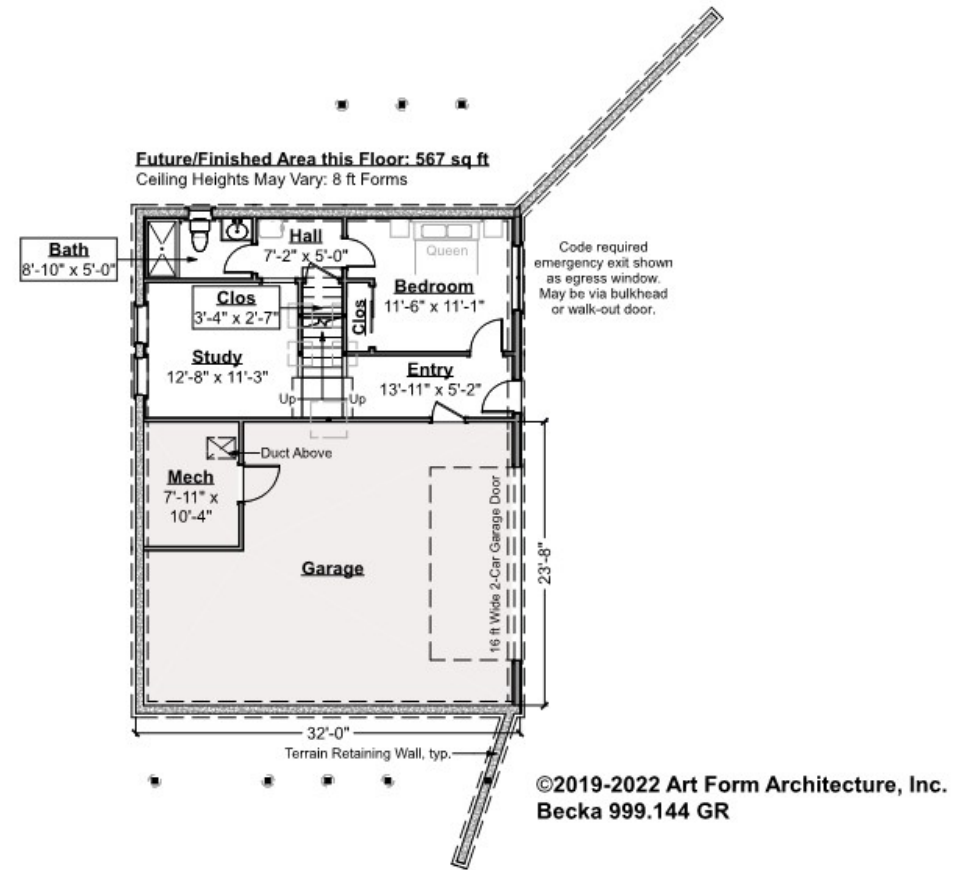 Future/Finished Area this Floor: 567 sq ft
Ceiling Heights May Vary: 8 ft Forms
Bath
8'-10" x 5'-0"
Hall
7'-2" x 5'-0"
Queen
Bedroom
11'-6" x 11'-1"
Code required
emergency exit shown
as egress window.
May be via bulkhead
or walk-out door.
Clos
3'-4" x 2'-7"
Clos
Study
12'-8" x 11'-3"
Entry
13'-11" x 5'-2"
Up
Up
Duct Above
Mech
7'-11" x
10'-4"
Garage
16 ft Wide 2-Car Garage Door
23'-8"
32'-0"
Terrain Retaining Wall, typ.
©2019-2022 Art Form Architecture, Inc.
Becka 999.144 GR